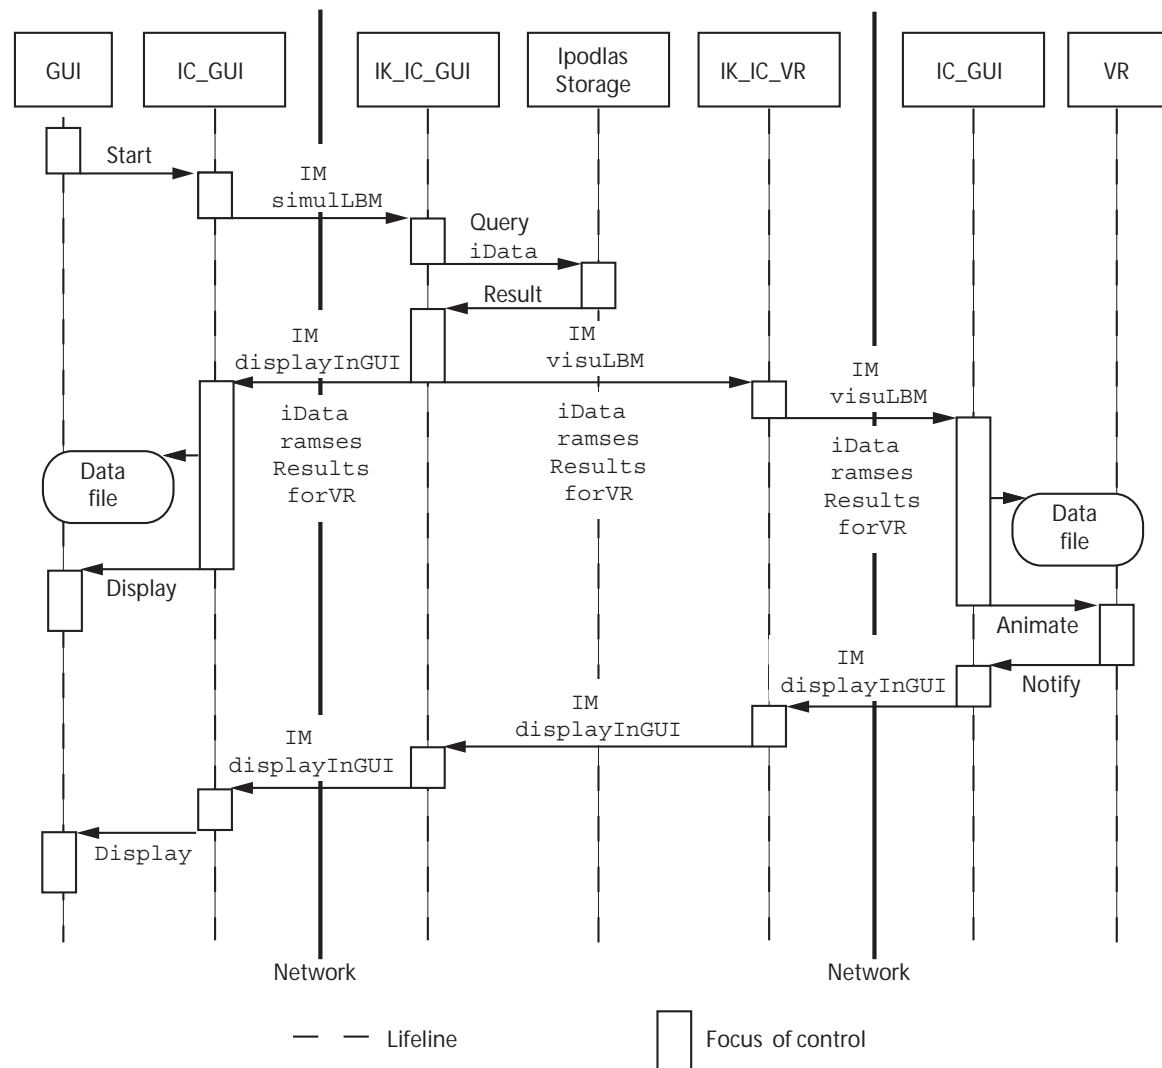 GUI
IC_GUI
IK_IC_GUI
Ipodlas
Storage
IK_IC_VR
IC_GUI
VR
Start
IM
simulLBM
Query
iData
Result
IM
displayInGUI
IM
visuLBM
IM
visuLBM
iData
ramses
Results
forVR
iData
ramses
Results
forVR
iData
ramses
Results
forVR
Data
file
Data
file
Display
Animate
Notify
IM
displayInGUI
IM
displayInGUI
IM
displayInGUI
Display
Network
Network
Lifeline
Focus of control